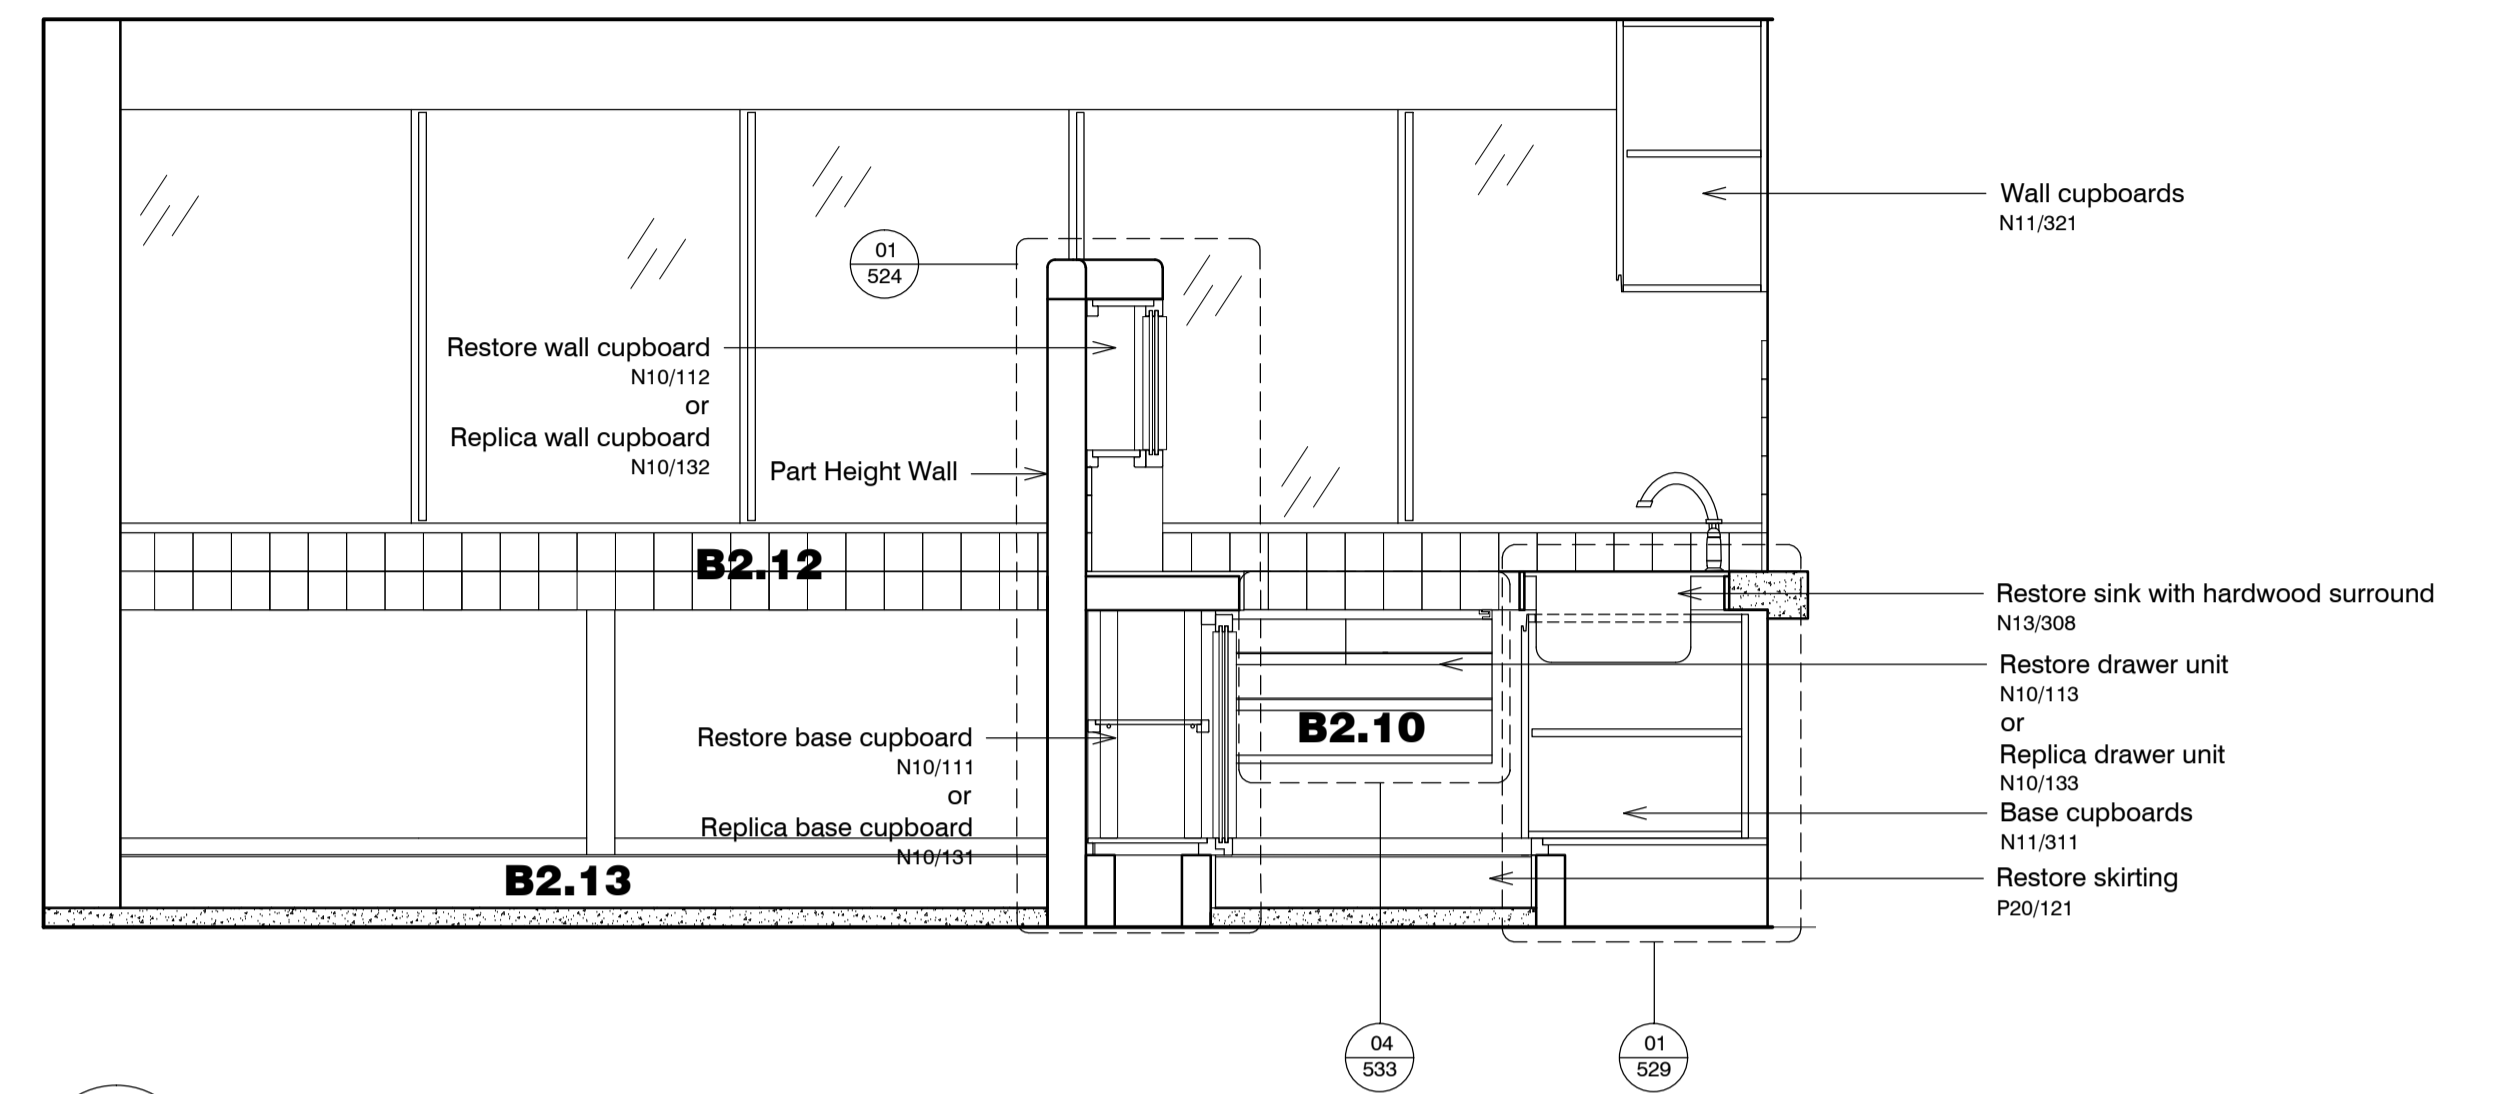 Wall cupboards
N11/321
01
524
Restore wall cupboard
N10/112
or
Replica wall cupboard
N10/132
Part Height Wall
B2.12
Restore sink with hardwood surround
N13/308
Restore drawer unit
N10/113
or
Replica drawer unit
N10/133
B2.10
Restore base cupboard
N10/111
or
Replica base cupboard
N10/131
Base cupboards
N11/311
B2.13
Restore skirting
P20/121
04
533
01
529